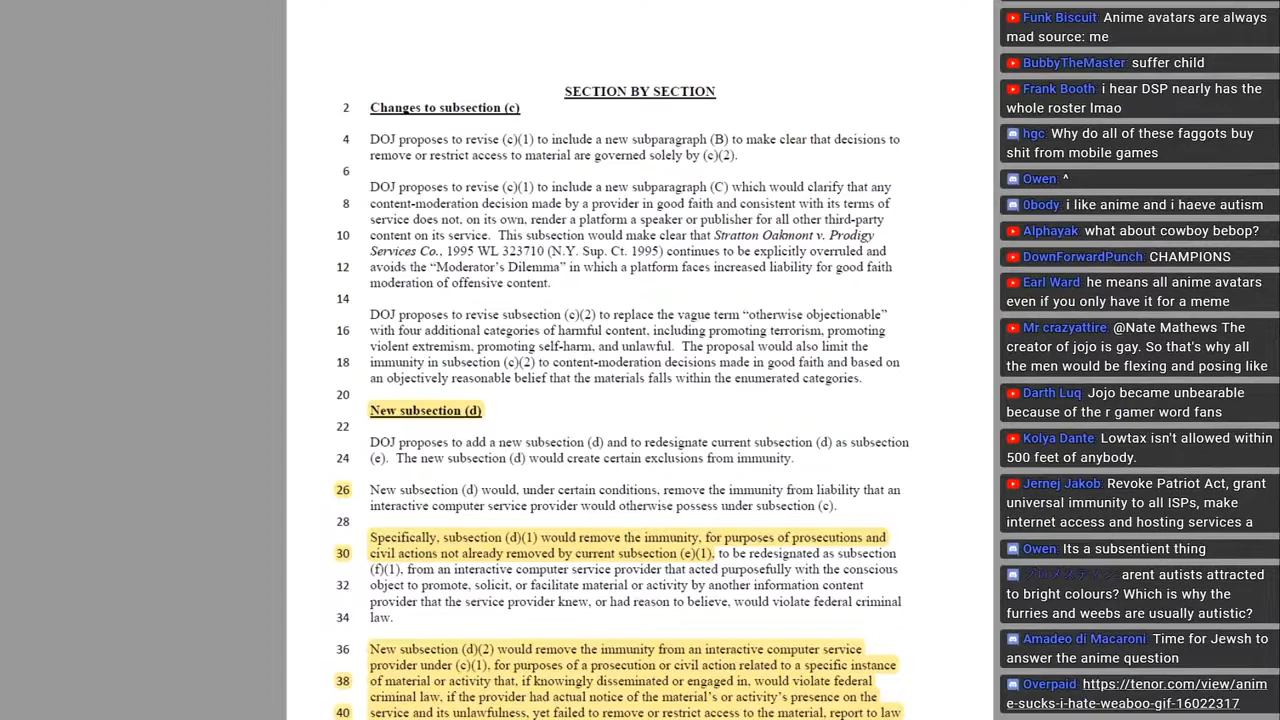 SECTION BY SECTION
2 Changes to subsection (c)
4 DOJ proposes to revise (c)(1) to include a new subparagraph (B) to make clear that decisions to
remove or restrict access to material are governed solely by (c)(2).
6
DOJ proposes to revise (c)(1) to include a new subparagraph (C) which would clarify that any
8 content-moderation decision made by a provider in good faith and consistent with its terms of
service does not, on its own, render a platform a speaker or publisher for all other third-party
10 content on its service. This subsection would make clear that Stratton Oakmont v. Prodigy
Services Co., 1995 WL 323710 (N.Y. Sup. Ct. 1995) continues to be explicitly overruled and
12 avoids the “Moderator’s Dilemma” in which a platform faces increased liability for good faith
moderation of offensive content.
14
DOJ proposes to revise subsection (c)(2) to replace the vague term “otherwise objectionable”
16 with four additional categories of harmful content, including promoting terrorism, promoting
violent extremism, promoting self-harm, and unlawful. The proposal would also limit the
18 immunity in subsection (c)(2) to content-moderation decisions made in good faith and based on
an objectively reasonable belief that the materials falls within the enumerated categories.
20
New subsection (d)
22
DOJ proposes to add a new subsection (d) and to redesignate current subsection (d) as subsection
24 (e). The new subsection (d) would create certain exclusions from immunity.
26 New subsection (d) would, under certain conditions, remove the immunity from liability that an
interactive computer service provider would otherwise possess under subsection (c).
28
Specifically, subsection (d)(1) would remove the immunity, for purposes of prosecutions and
30 civil actions not already removed by current subsection (e)(1), to be redesignated as subsection
(f)(1), from an interactive computer service provider that acted purposefully with the conscious
32 object to promote, solicit, or facilitate material or activity by another information content
provider that the service provider knew, or had reason to believe, would violate federal criminal
34 law.
36 New subsection (d)(2) would remove the immunity from an interactive computer service
provider under (c)(1), for purposes of a prosecution or civil action related to a specific instance
38 of material or activity that, if knowingly disseminated or engaged in, would violate federal
criminal law, if the provider had actual notice of the material’s or activity’s presence on the
40 service and its unlawfulness, yet failed to remove or restrict access to the material, report to law
Funk Biscuit: Anime avatars are always
mad source: me
BubbyTheMaster: suffer child
Frank Booth: i hear DSP nearly has the
whole roster lmao
hgc: Why do all of these faggots buy
shit from mobile games
Owen: ^
0body: i like anime and i haeve autism
Alphayak: what about cowboy bebop?
DownForwardPunch: CHAMPIONS
Earl Ward: he means all anime avatars
even if you only have it for a meme
Mr crazyattire: @Nate Mathews The
creator of jojo is gay. So that's why all
the men would be flexing and posing like
Darth Luq: Jojo became unbearable
because of the r gamer word fans
Kolya Dante: Lowtax isn't allowed within
500 feet of anybody.
Jernej Jakob: Revoke Patriot Act, grant
universal immunity to all ISPs, make
internet access and hosting services a
Owen: Its a subsentient thing
arent autists attracted
to bright colours? Which is why the
furries and weebs are usually autistic?
Amadeo di Macaroni: Time for Jewsh to
answer the anime question
Overpaid: https://tenor.com/view/anim
e-sucks-i-hate-weaboo-gif-16022317